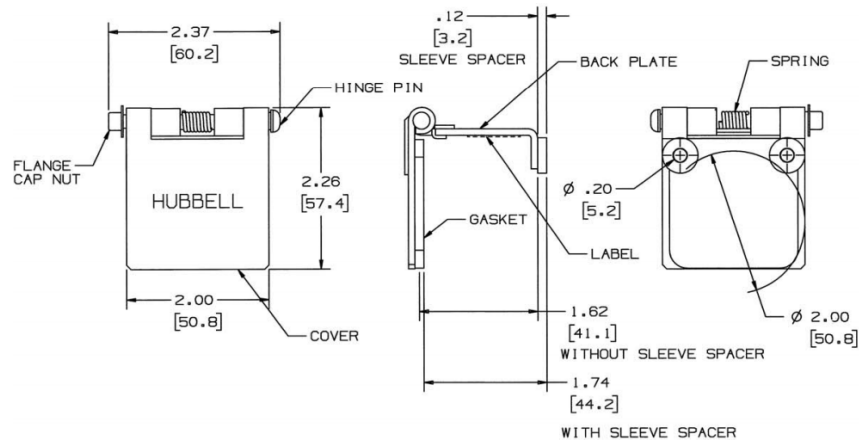 2.37
[60.2]
HINGE PIN
FLANGE
CAP NUT
HUBBELL
2.26
[57.4]
2.00
[50.8]
COVER
.12
[3.2]
SLEEVE SPACER
BACK PLATE
GASKET
LABEL
1.62
[41.1]
WITHOUT SLEEVE SPACER
1.74
[44.2]
WITH SLEEVE SPACER
SPRING
Ø .20
[5.2]
Ø 2.00
[50.8]